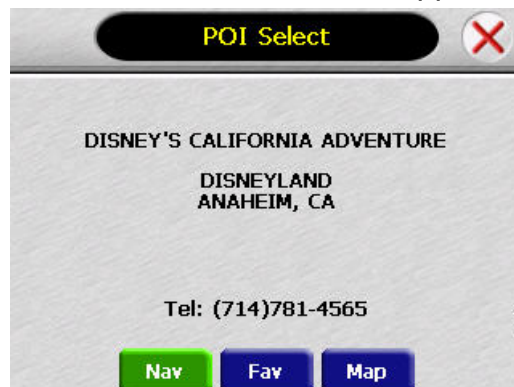 POI Select
DISNEY'S CALIFORNIA ADVENTURE
DISNEYLAND
ANAHEIM, CA
Tel: (714)781-4565
Nav Fav Map